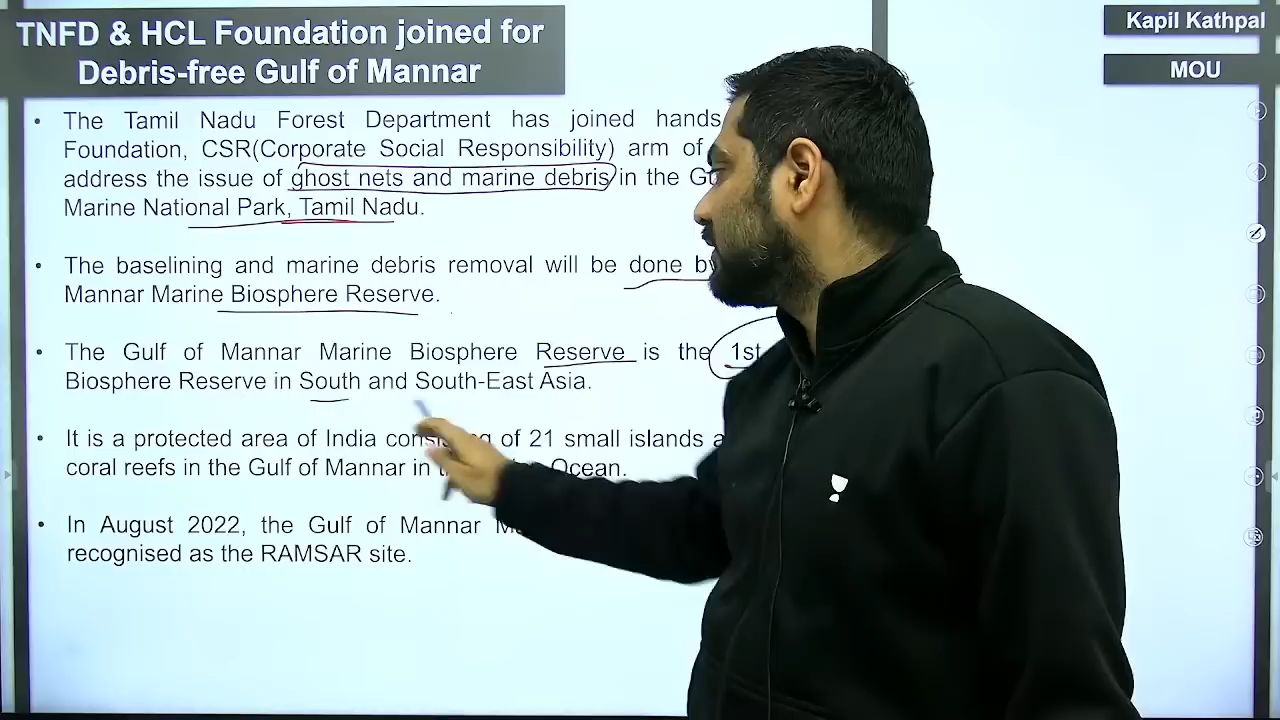 TNFD & HCL Foundation joined for
Debris-free Gulf of Mannar
Kapil Kathpal
MOU
• The Tamil Nadu Forest Department has joined hands
Foundation, CSR(Corporate Social Responsibility) arm of
address the issue of ghost nets and marine debris in the
Marine National Park, Tamil Nadu.
• The baselining and marine debris removal will be done
Mannar Marine Biosphere Reserve.
• The Gulf of Mannar Marine Biosphere Reserve is the 1st
Biosphere Reserve in South and South-East Asia.
• It is a protected area of India of 21 small islands
coral reefs in the Gulf of Mannar in Ocean.
• In August 2022, the Gulf of Mannar
recognised as the RAMSAR site.